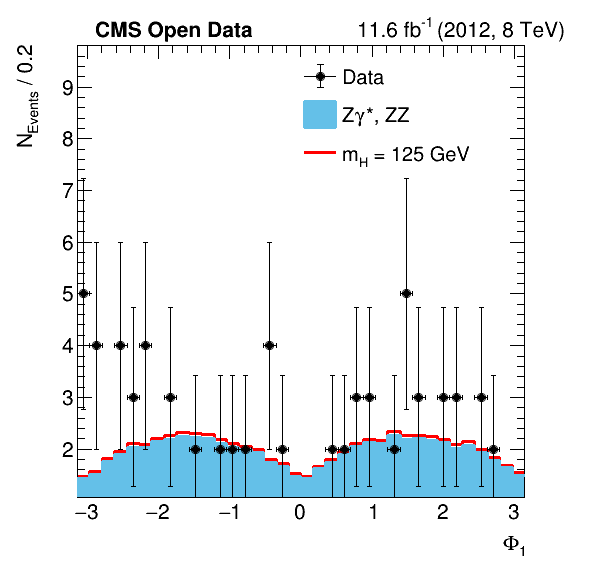 CMS Open Data 11.6 fb⁻¹ (2012, 8 TeV)
N_Events / 0.2
Data
Zγ*, ZZ
m_H = 125 GeV
9
8
7
6
5
4
3
2
−3 −2 −1 0 1 2 3
Φ₁